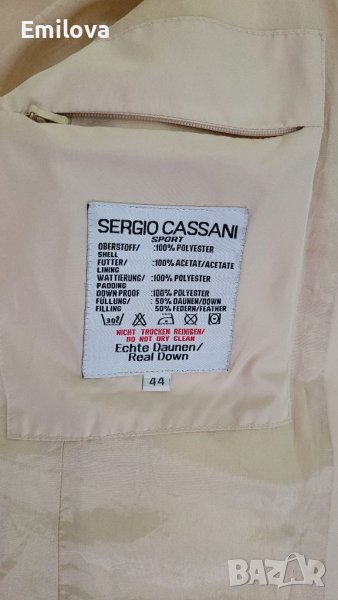 Emilova
SERGIO CASSANI
SPORT
OBERSTOFF/ :100% POLYESTER
SHELL
FUTTER/ :100% ACETAT/ACETATE
LINING
WATTIERUNG/ :100% POLYESTER
PADDING
DOWN PROOF :100% POLYESTER
FÜLLUNG/ : 50% DAUNEN/DOWN
FILLING 50% FEDERN/FEATHER
30°
NICHT TROCKEN REINIGEN/
DO NOT DRY CLEAN
Echte Daunen/
Real Down
44
BAZAR